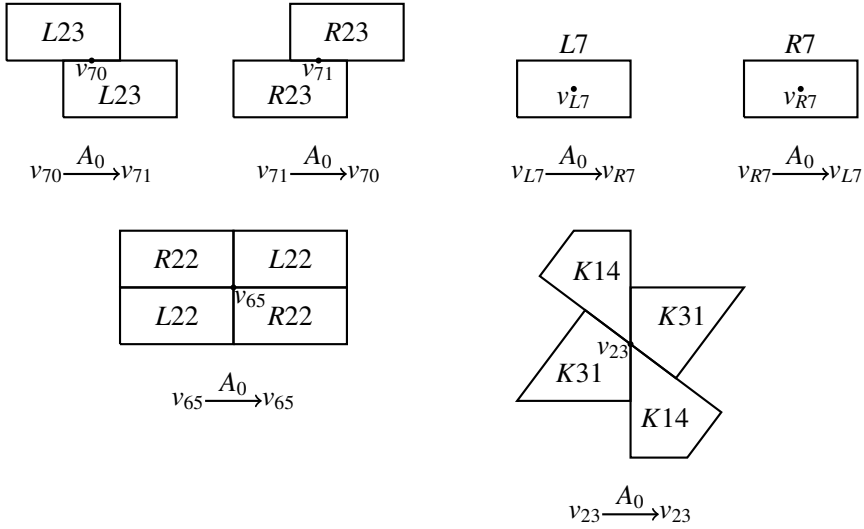 L23 R23 L7 R7
v70 v71 vL7 vR7
L23 R23
v70 A0 v71 v71 A0 v70 vL7 A0 vR7 vR7 A0 vL7
R22 L22 K14
v65 K31
L22 R22 v23
K31
v65 A0 v65 K14
v23 A0 v23